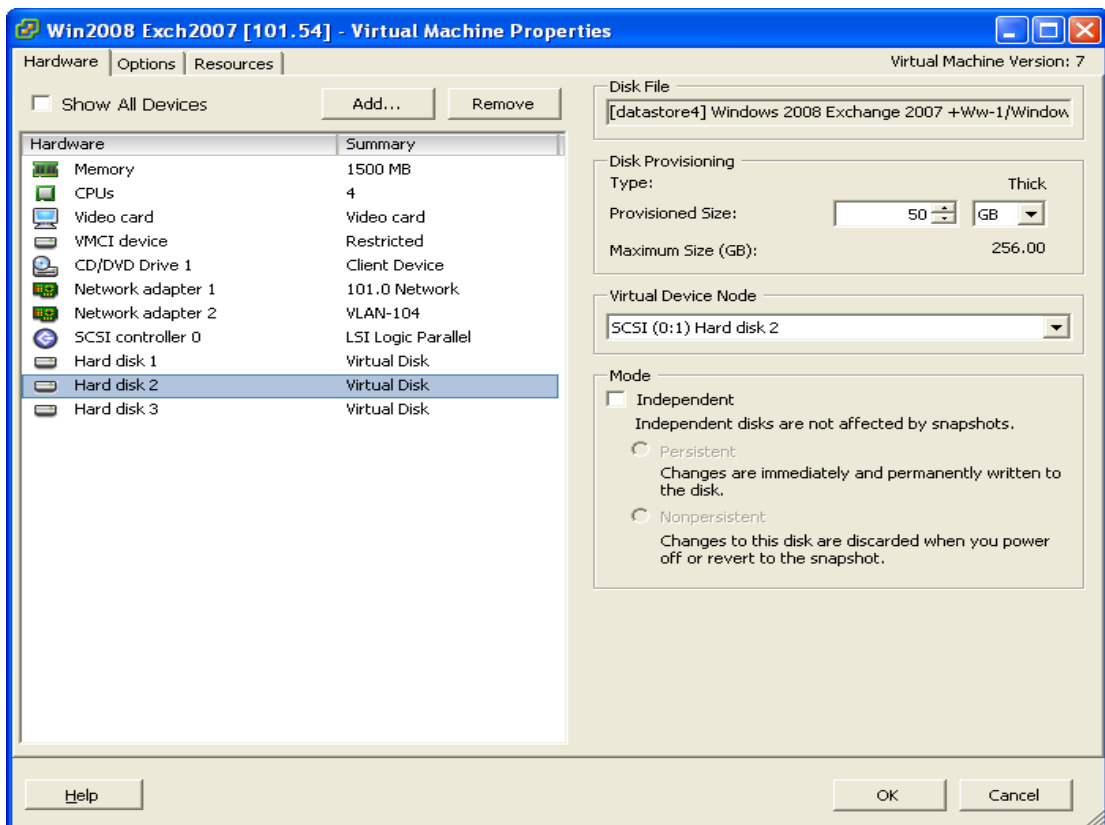 Win2008 Exch2007 [101.54] - Virtual Machine Properties
Hardware Options Resources Virtual Machine Version: 7
Show All Devices Add... Remove
Hardware Summary
Memory 1500 MB
CPUs 4
Video card Video card
VMCI device Restricted
CD/DVD Drive 1 Client Device
Network adapter 1 101.0 Network
Network adapter 2 VLAN-104
SCSI controller 0 LSI Logic Parallel
Hard disk 1 Virtual Disk
Hard disk 2 Virtual Disk
Hard disk 3 Virtual Disk
Disk File
[datastore4] Windows 2008 Exchange 2007 +Ww-1/Window
Disk Provisioning
Type: Thick
Provisioned Size: 50 GB
Maximum Size (GB): 256.00
Virtual Device Node
SCSI (0:1) Hard disk 2
Mode
Independent
Independent disks are not affected by snapshots.
Persistent
Changes are immediately and permanently written to
the disk.
Nonpersistent
Changes to this disk are discarded when you power
off or revert to the snapshot.
Help OK Cancel